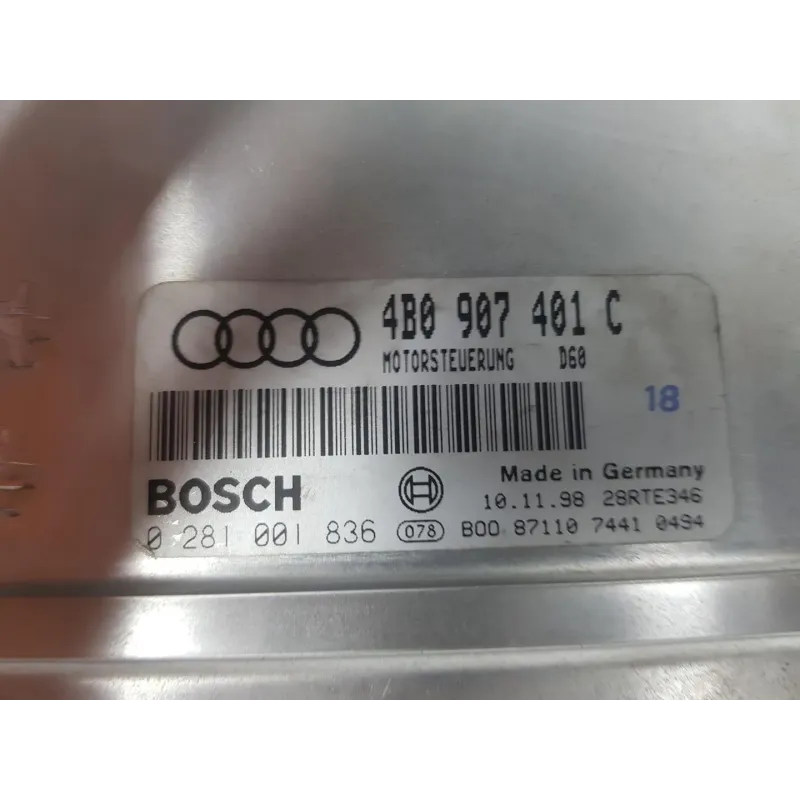 4B0 907 401 C
MOTORSTEUERUNG D60
18
BOSCH
Made in Germany
10.11.98 28RTE346
0 281 001 836 078 B00 87110 7441 0494